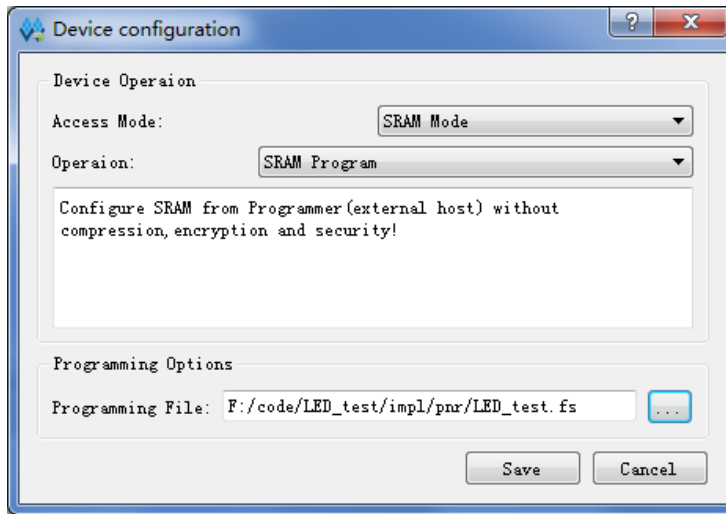 Device configuration
Device Operaion
Access Mode: SRAM Mode
Operaion: SRAM Program
Configure SRAM from Programmer(external host) without
compression, encryption and security!
Programming Options
Programming File: F:/code/LED_test/impl/pnr/LED_test.fs ...
Save Cancel